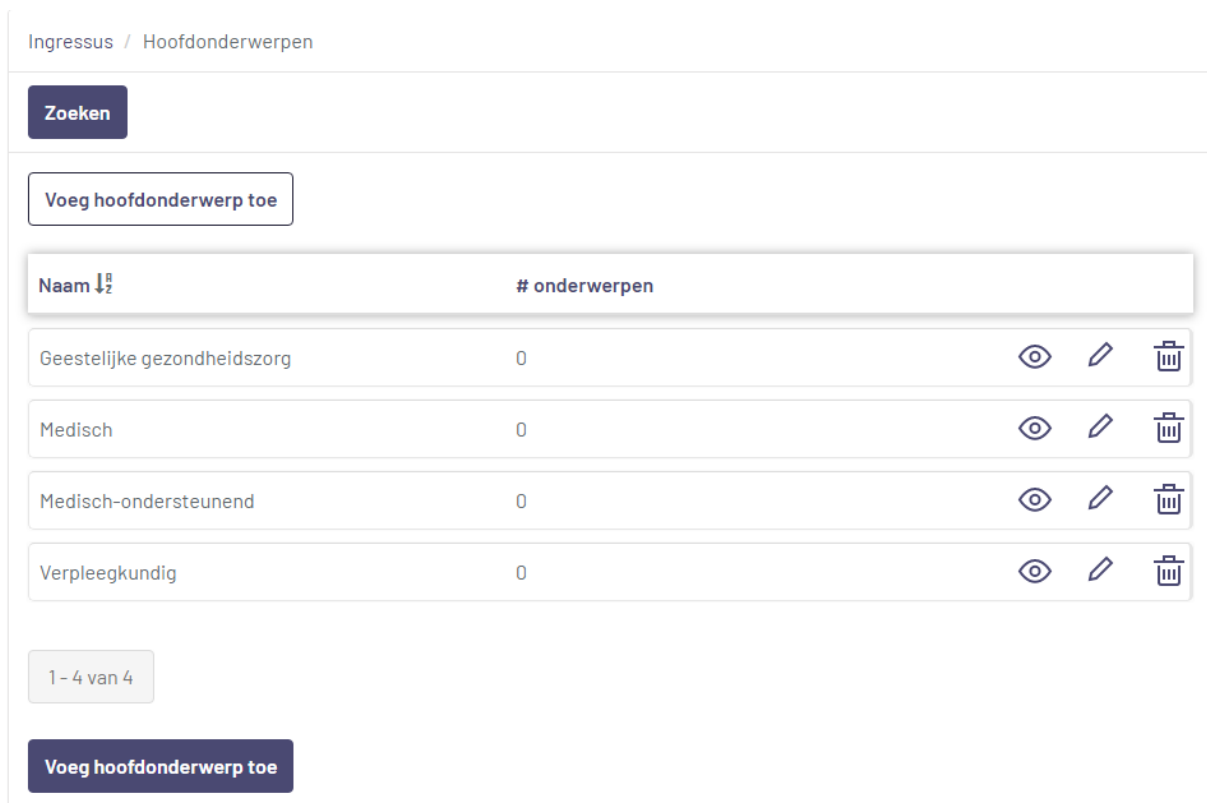 Ingressus / Hoofdonderwerpen
Zoeken
Voeg hoofdonderwerp toe
Naam # onderwerpen
Geestelijke gezondheidszorg 0
Medisch 0
Medisch-ondersteunend 0
Verpleegkundig 0
1 - 4 van 4
Voeg hoofdonderwerp toe